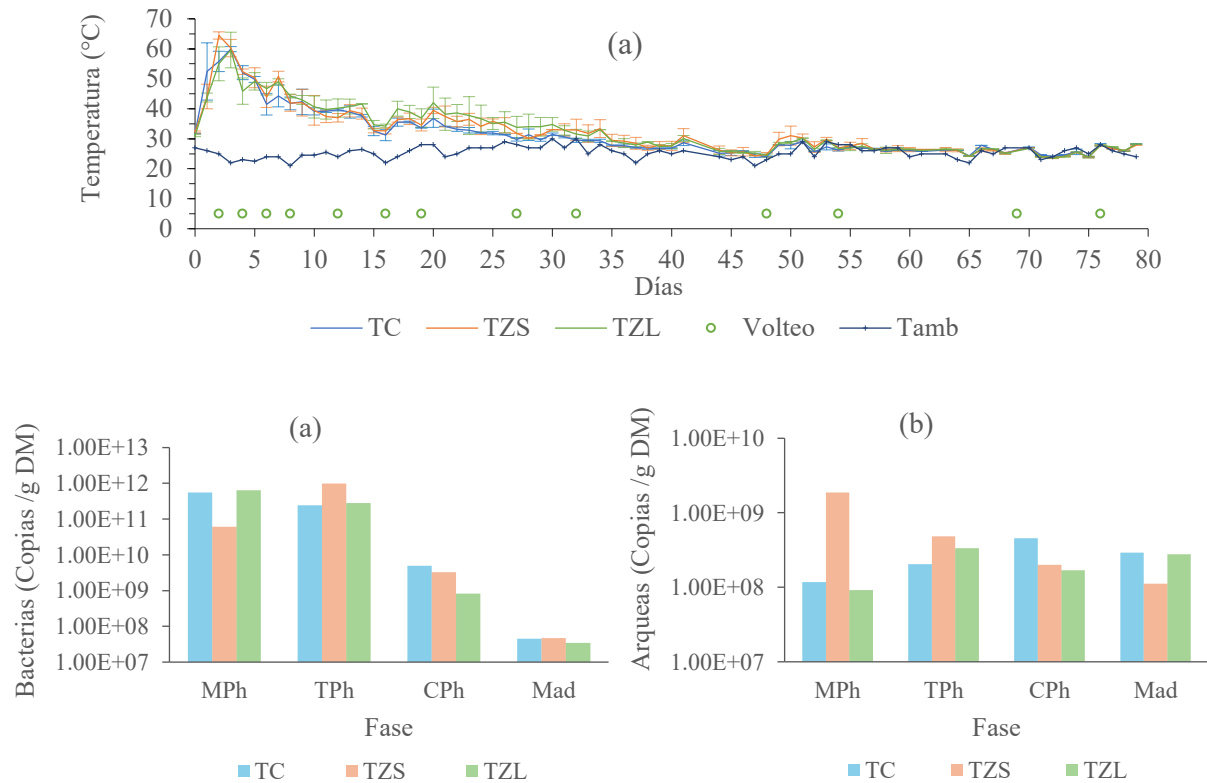 (a)
Temperatura (°C)
70
60
50
40
30
20
10
0
0 5 10 15 20 25 30 35 40 45 50 55 60 65 70 75 80
Días
TC TZS TZL Volteo Tamb
(a)
Bacterias (Copias /g DM)
1.00E+13
1.00E+12
1.00E+11
1.00E+10
1.00E+09
1.00E+08
1.00E+07
MPh TPh CPh Mad
Fase
TC TZS TZL
(b)
Arqueas (Copias /g DM)
1.00E+10
1.00E+09
1.00E+08
1.00E+07
MPh TPh CPh Mad
Fase
TC TZS TZL